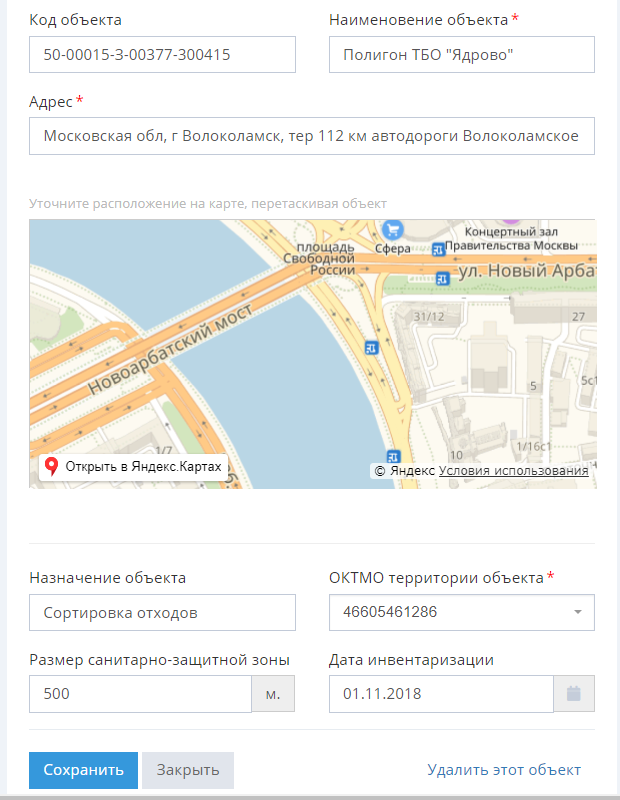 Код объекта
Наименовение объекта *
50-00015-3-00377-300415
Полигон ТБО "Ядрово"
Адрес *
Московская обл, г Волоколамск, тер 112 км автодороги Волоколамское
Уточните расположение на карте, перетаскивая объект
Сфера
Концертный зал
Правительства Москвы
площадь
Свободной
России
ул. Новый Арбат
Новоарбатский мост
31/12
27
5
5с1
1/7
10
1/16с1
Открыть в Яндекс.Картах
© Яндекс Условия использования
Назначение объекта
ОКТМО территории объекта *
Сортировка отходов
46605461286
Размер санитарно-защитной зоны
Дата инвентаризации
500
м.
01.11.2018
Сохранить
Закрыть
Удалить этот объект